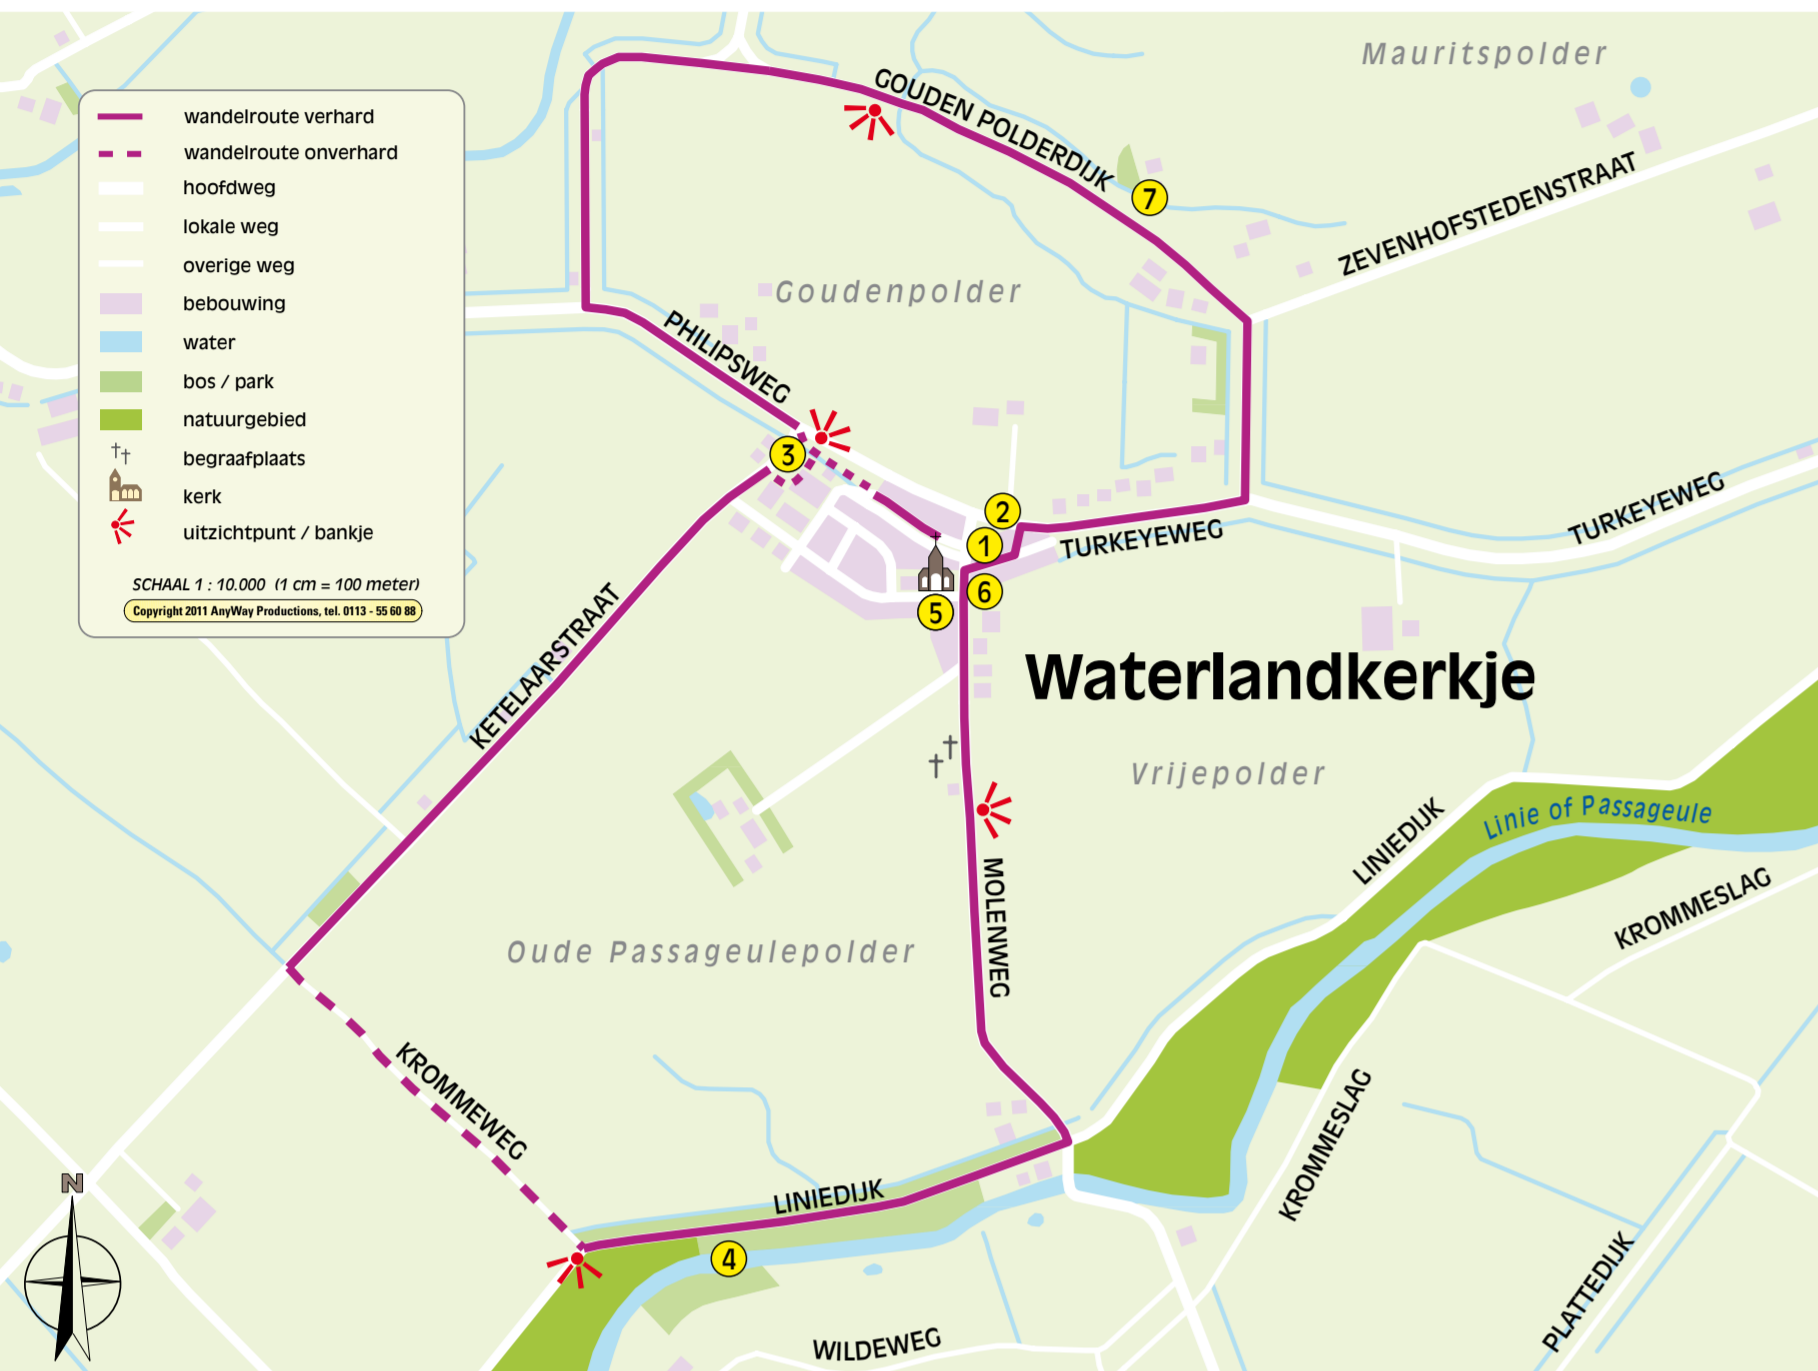 Mauritspolder
GOUDEN POLDERDIJK
wandelroute verhard
wandelroute onverhard
hoofdweg
lokale weg
overige weg
bebouwing
water
bos / park
natuurgebied
begraafplaats
kerk
uitzichtpunt / bankje
SCHAAL 1 : 10.000 (1 cm = 100 meter)
Copyright 2011 AnyWay Productions, tel. 0113 - 55 60 88
7
ZEVENHOFSTEDENSTRAAT
Goudenpolder
PHILIPSWEG
3
2
1
TURKEYEWEG
TURKEYEWEG
6
5
KETELAARSTRAAT
Waterlandkerkje
Vrijepolder
LINIEDIJK
Linie of Passageule
MOLENWEG
KROMMESLAG
Oude Passageulepolder
KROMMEWEG
KROMMESLAG
N
LINIEDIJK
4
PLATTEDIJK
WILDEWEG